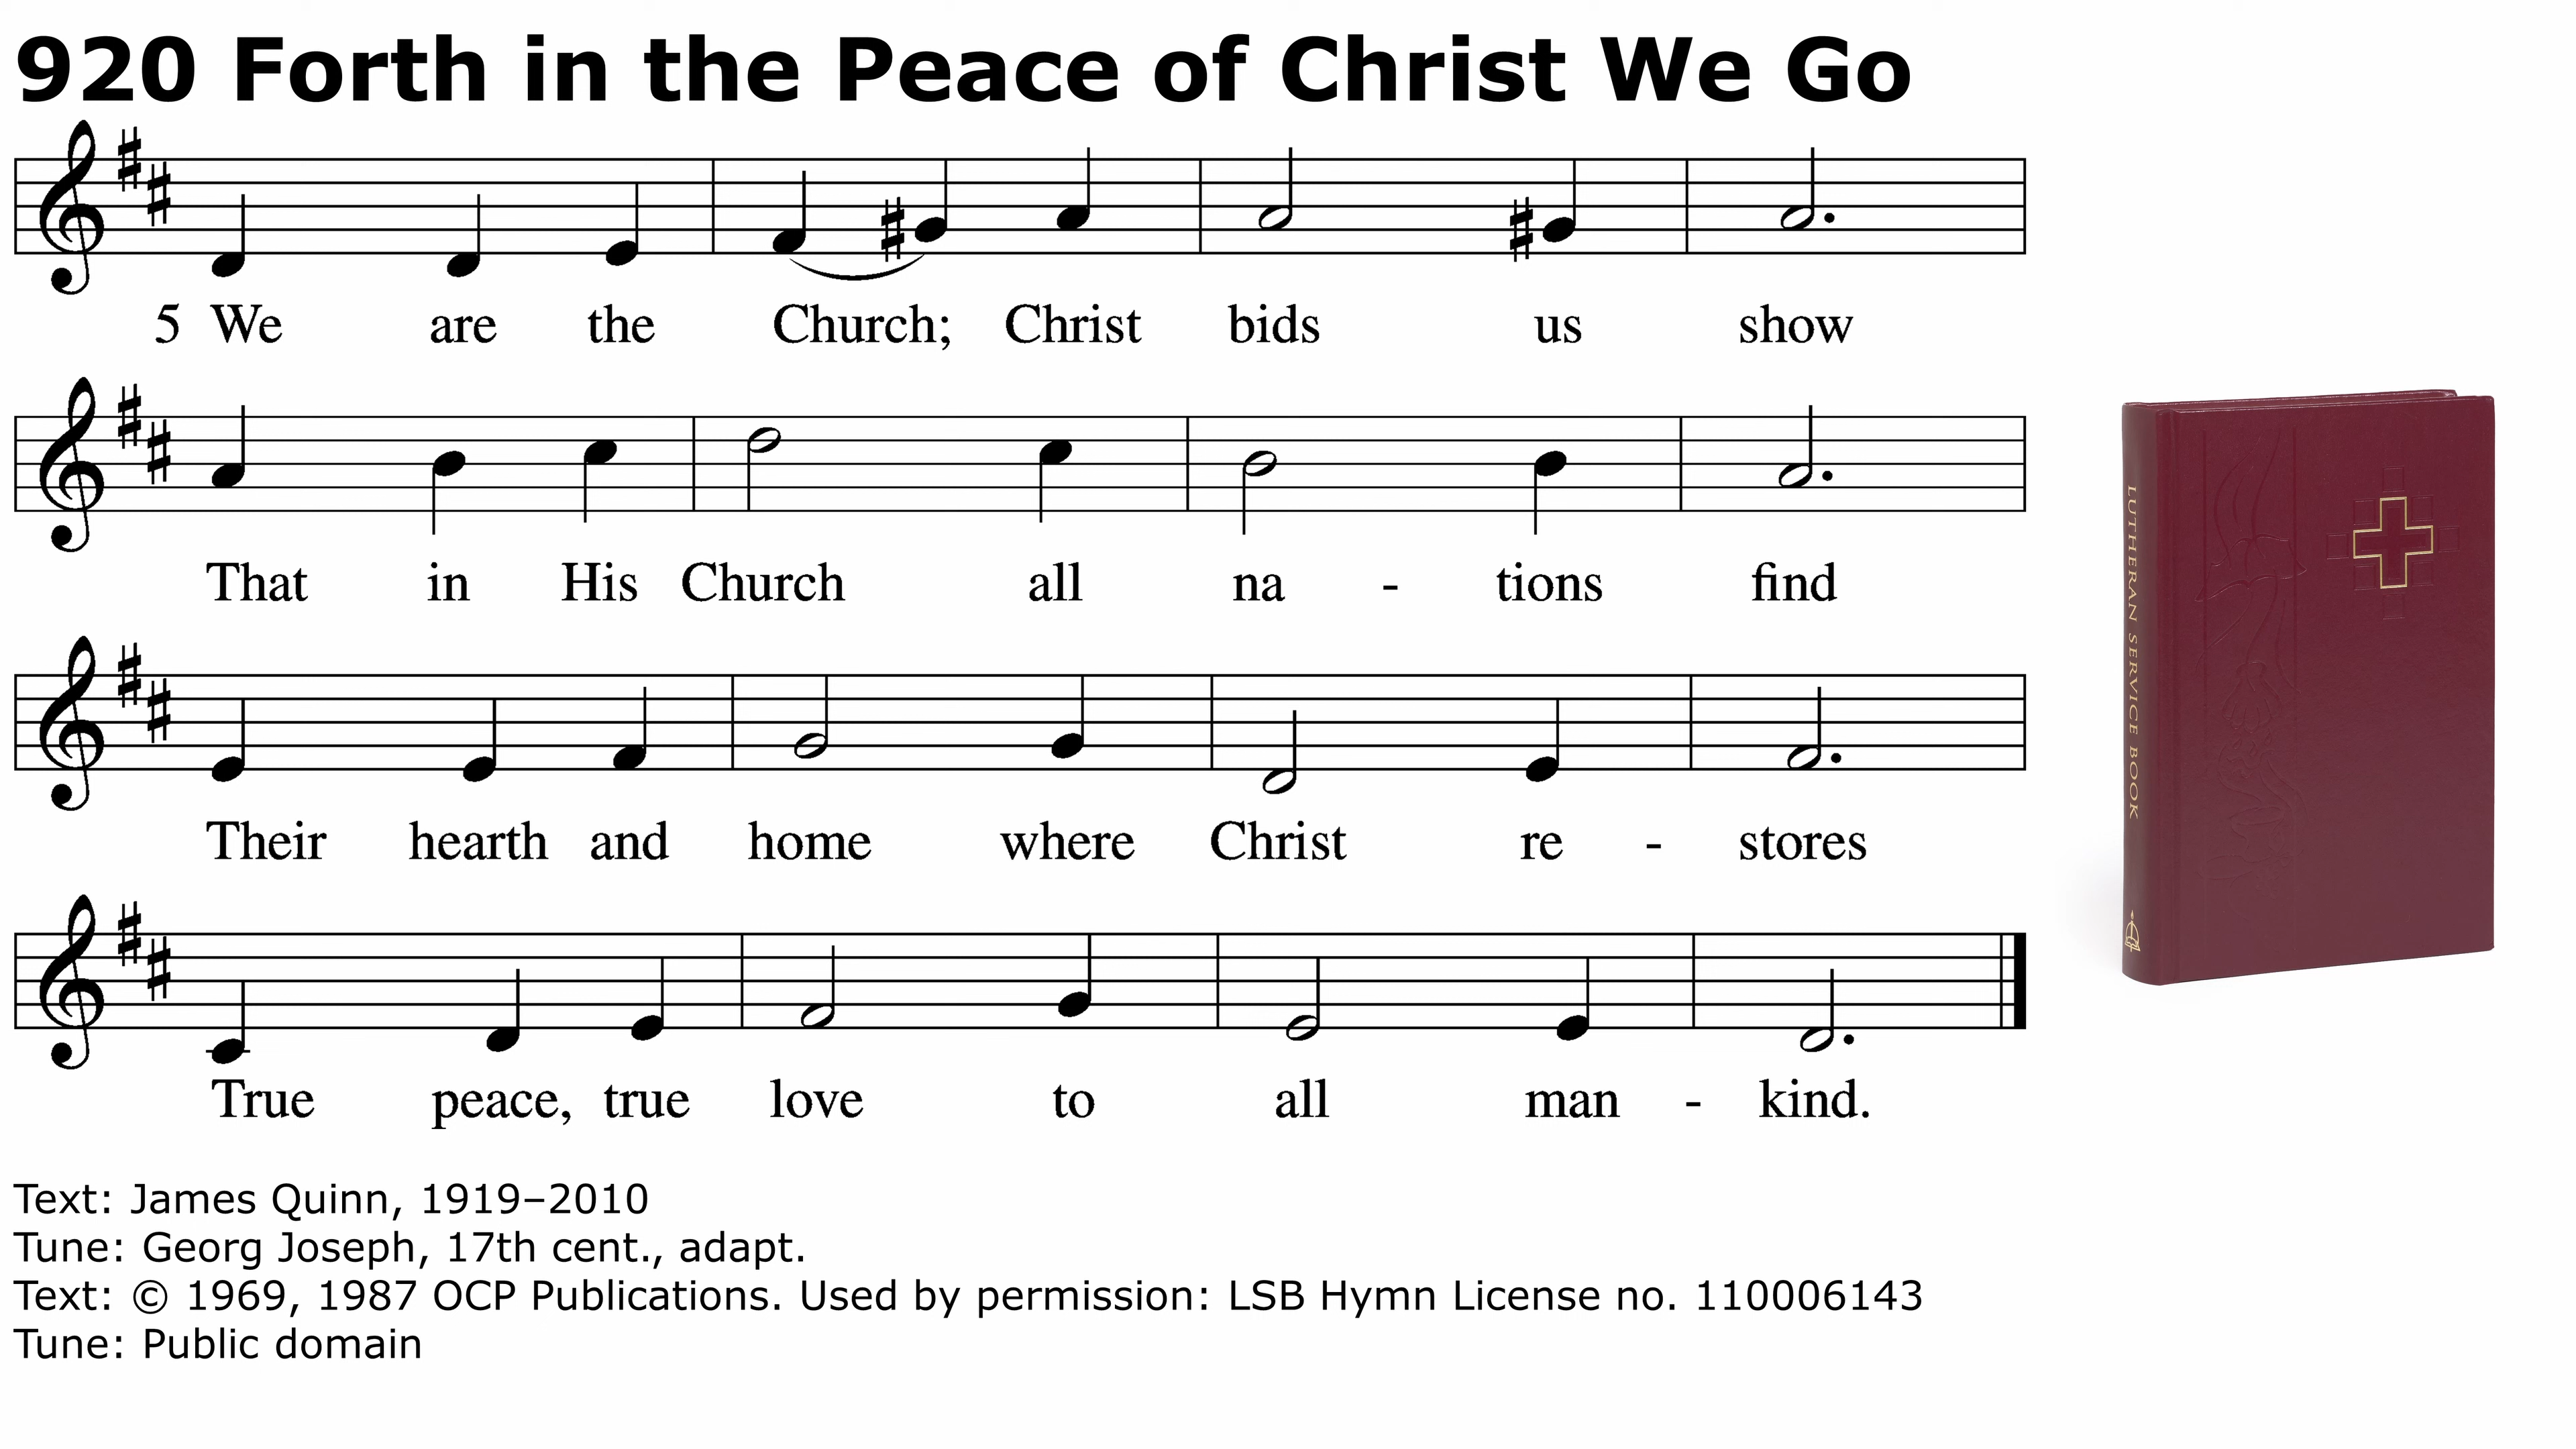 920 Forth in the Peace of Christ We Go
5 We are the Church; Christ bids us show
That in His Church all na - tions find
Their hearth and home where Christ re - stores
True peace, true love to all man - kind.
LUTHERAN SERVICE BOOK
Text: James Quinn, 1919–2010
Tune: Georg Joseph, 17th cent., adapt.
Text: © 1969, 1987 OCP Publications. Used by permission: LSB Hymn License no. 110006143
Tune: Public domain